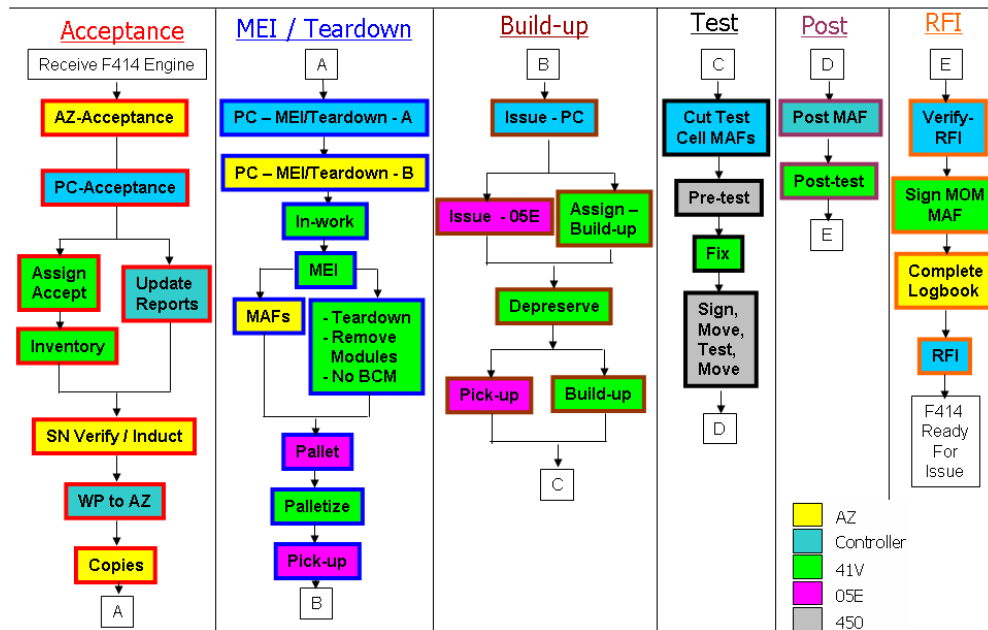 Acceptance
Receive F414 Engine
AZ-Acceptance
PC-Acceptance
Assign
Accept
Update
Reports
Inventory
SN Verify / Induct
WP to AZ
Copies
A
MEI / Teardown
A
PC – MEI/Teardown - A
PC – MEI/Teardown - B
In-work
MEI
MAFs
- Teardown
- Remove
Modules
- No BCM
Pallet
Palletize
Pick-up
B
Build-up
B
Issue - PC
Issue - 05E
Assign –
Build-up
Depreserve
Pick-up
Build-up
C
Test
C
Cut Test
Cell MAFs
Pre-test
Fix
Sign,
Move,
Test,
Move
D
Post
D
Post MAF
Post-test
E
RFI
E
Verify-
RFI
Sign MOM
MAF
Complete
Logbook
RFI
F414
Ready
For
Issue
AZ
Controller
41V
05E
450